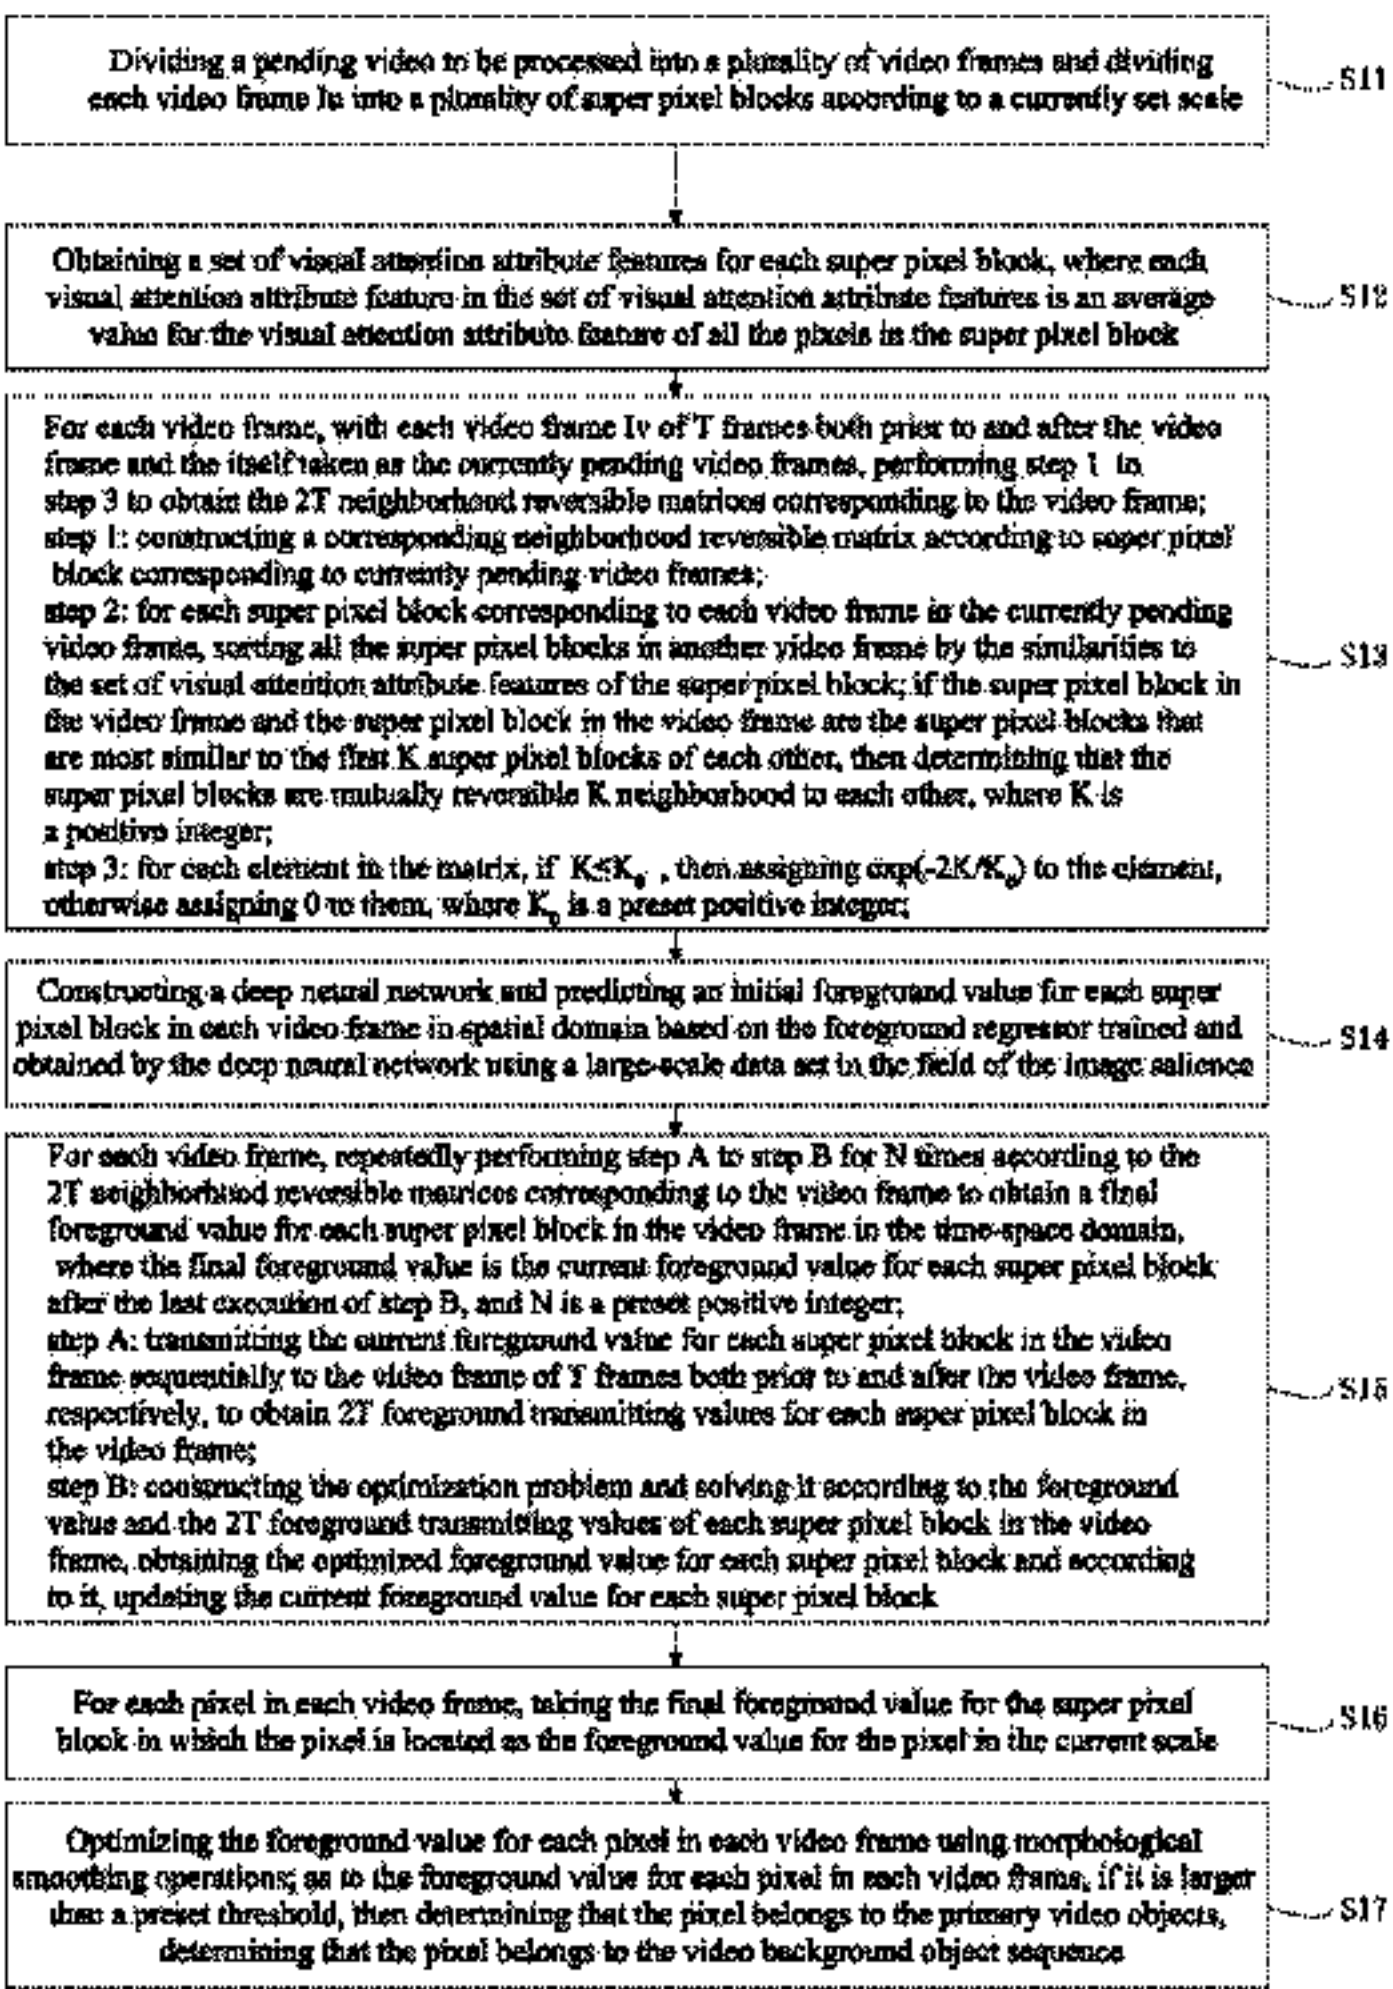 Dividing a pending video to be processed into a plurality of video frames and dividing
each video frame Iu into a plurality of super pixel blocks according to a currently set scale
S11
Obtaining a set of visual attention attribute features for each super pixel block, where each
visual attention attribute feature in the set of visual attention attribute features is an average
value for the visual attention attribute feature of all the pixels in the super pixel block
S12
For each video frame, with each video frame Iv of T frames both prior to and after the video
frame and the itself taken as the currently pending video frames, performing step 1 to
step 3 to obtain the 2T neighborhood reversible matrices corresponding to the video frame;
step 1: constructing a corresponding neighborhood reversible matrix according to super pixel
block corresponding to currently pending video frames;
step 2: for each super pixel block corresponding to each video frame in the currently pending
video frame, sorting all the super pixel blocks in another video frame by the similarities to
the set of visual attention attribute features of the super pixel block; if the super pixel block in
the video frame and the super pixel block in the video frame are the super pixel blocks that
are most similar to the first K super pixel blocks of each other, then determining that the
super pixel blocks are mutually reversible K neighborhood to each other, where K is
a positive integer;
step 3: for each element in the matrix, if K≤K₀ , then assigning exp(-2K/K₀) to the element,
otherwise assigning 0 to them, where K₀ is a preset positive integer;
S13
Constructing a deep neural network and predicting an initial foreground value for each super
pixel block in each video frame in spatial domain based on the foreground regressor trained and
obtained by the deep neural network using a large-scale data set in the field of the image salience
S14
For each video frame, repeatedly performing step A to step B for N times according to the
2T neighborhood reversible matrices corresponding to the video frame to obtain a final
foreground value for each super pixel block in the video frame in the time-space domain,
where the final foreground value is the current foreground value for each super pixel block
after the last execution of step B, and N is a preset positive integer;
step A: transmitting the current foreground value for each super pixel block in the video
frame sequentially to the video frame of T frames both prior to and after the video frame,
respectively, to obtain 2T foreground transmitting values for each super pixel block in
the video frame;
step B: constructing the optimization problem and solving it according to the foreground
value and the 2T foreground transmitting values of each super pixel block in the video
frame, obtaining the optimized foreground value for each super pixel block and according
to it, updating the current foreground value for each super pixel block
S15
For each pixel in each video frame, taking the final foreground value for the super pixel
block in which the pixel is located as the foreground value for the pixel in the current scale
S16
Optimizing the foreground value for each pixel in each video frame using morphological
smoothing operations; as to the foreground value for each pixel in each video frame, if it is larger
than a preset threshold, then determining that the pixel belongs to the primary video objects,
determining that the pixel belongs to the video background object sequence
S17